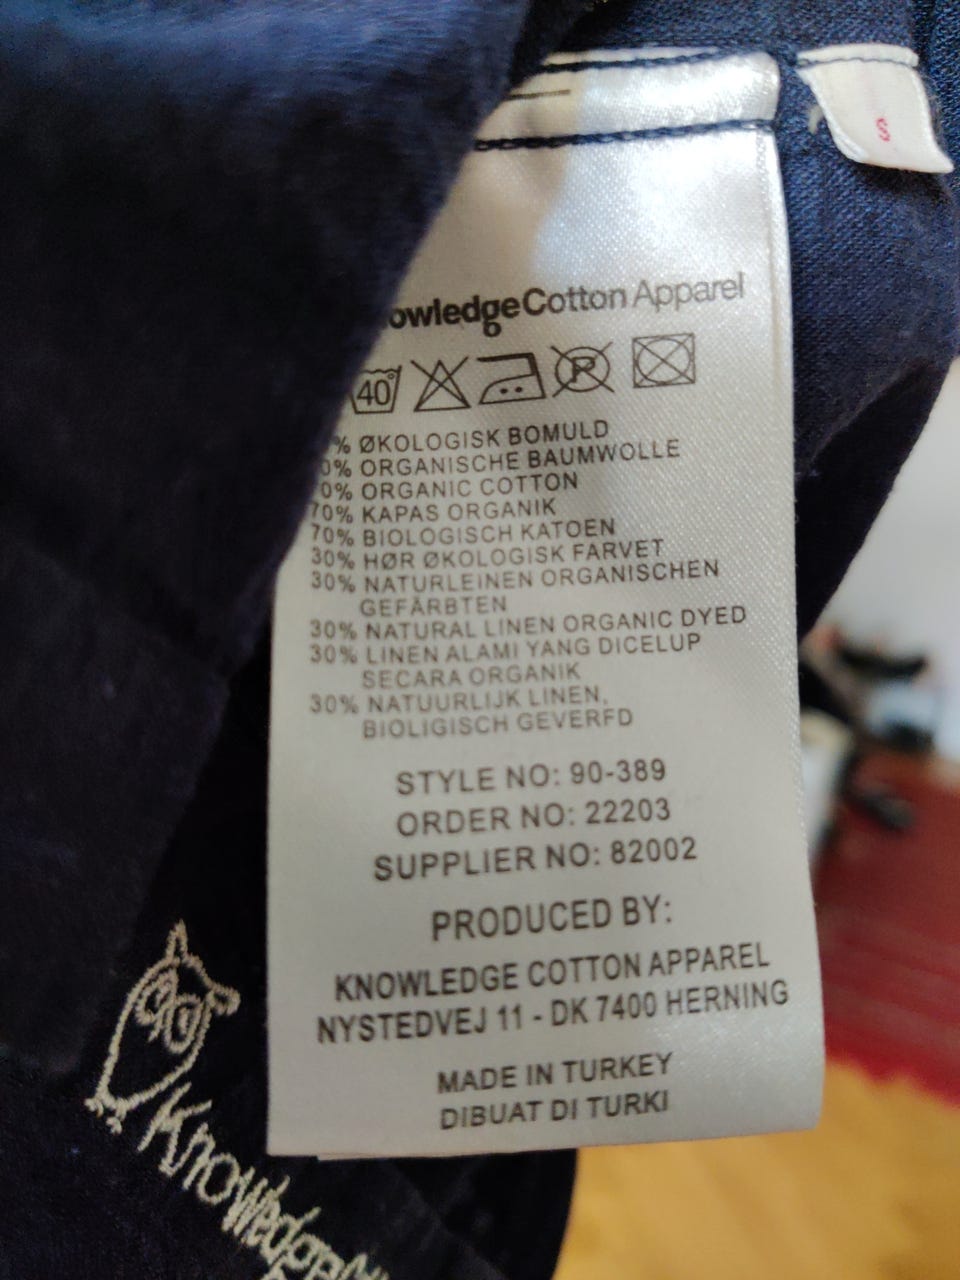 S
KnowledgeCotton Apparel
40 P
% ØKOLOGISK BOMULD
0% ORGANISCHE BAUMWOLLE
70% ORGANIC COTTON
70% KAPAS ORGANIK
70% BIOLOGISCH KATOEN
30% HØR ØKOLOGISK FARVET
30% NATURLEINEN ORGANISCHEN
GEFÄRBTEN
30% NATURAL LINEN ORGANIC DYED
30% LINEN ALAMI YANG DICELUP
SECARA ORGANIK
30% NATUURLIJK LINEN,
BIOLIGISCH GEVERFD
STYLE NO: 90-389
ORDER NO: 22203
SUPPLIER NO: 82002
PRODUCED BY:
KNOWLEDGE COTTON APPAREL
NYSTEDVEJ 11 - DK 7400 HERNING
MADE IN TURKEY
DIBUAT DI TURKI
Knowledge